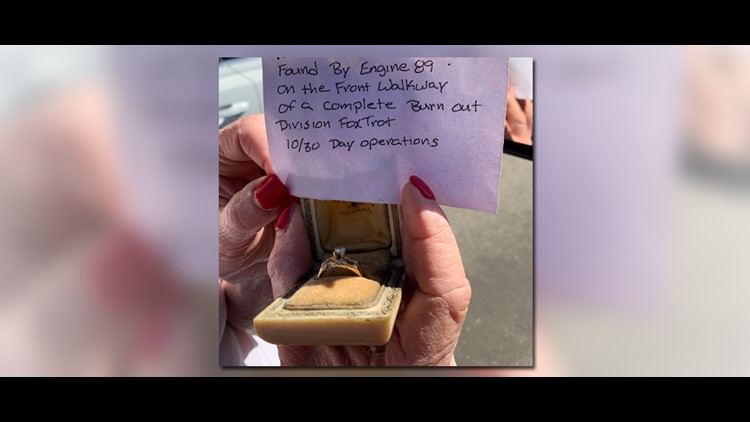 Found By Engine 89
on the Front Walkway
of a complete Burn out
Division FoxTrot
10/30 Day operations